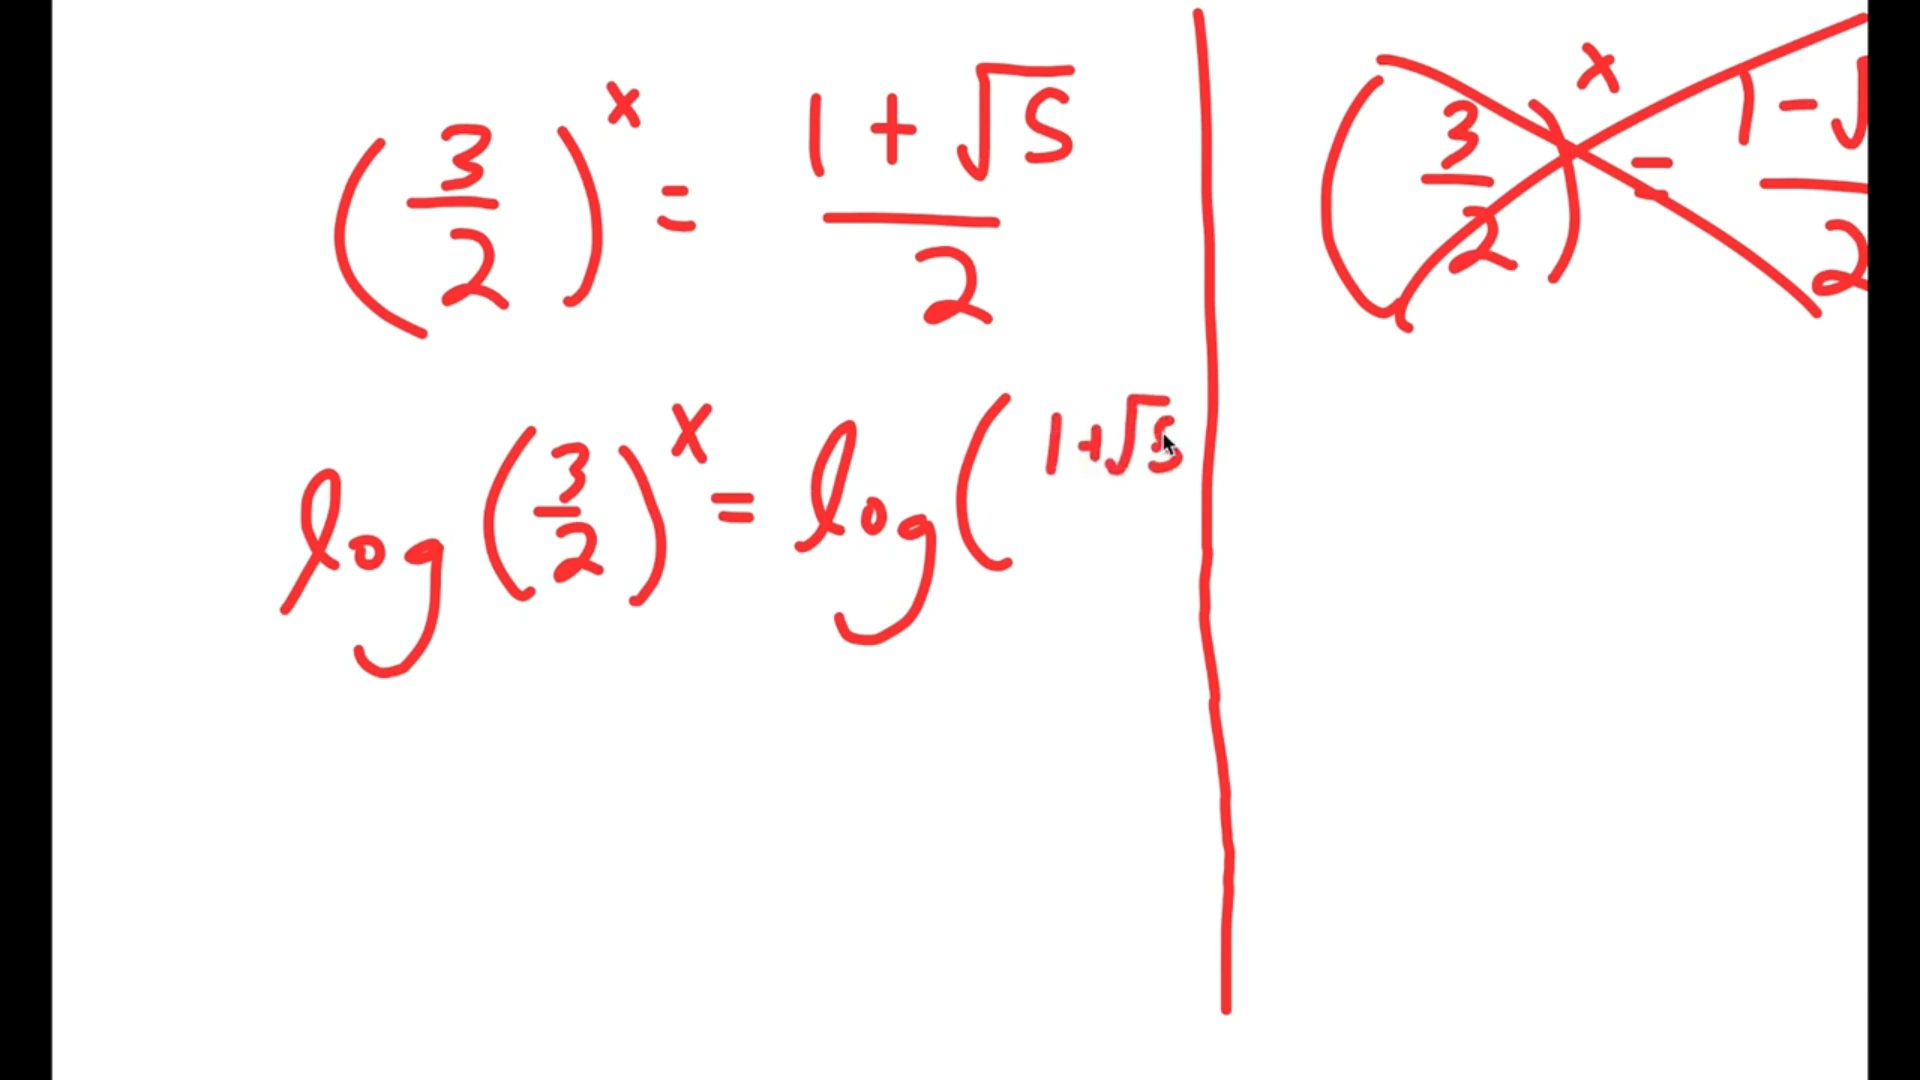 (3/2)^x = (1+√5)/2
log(3/2)^x = log(1+√5
(3/2)^x = 1-√
2